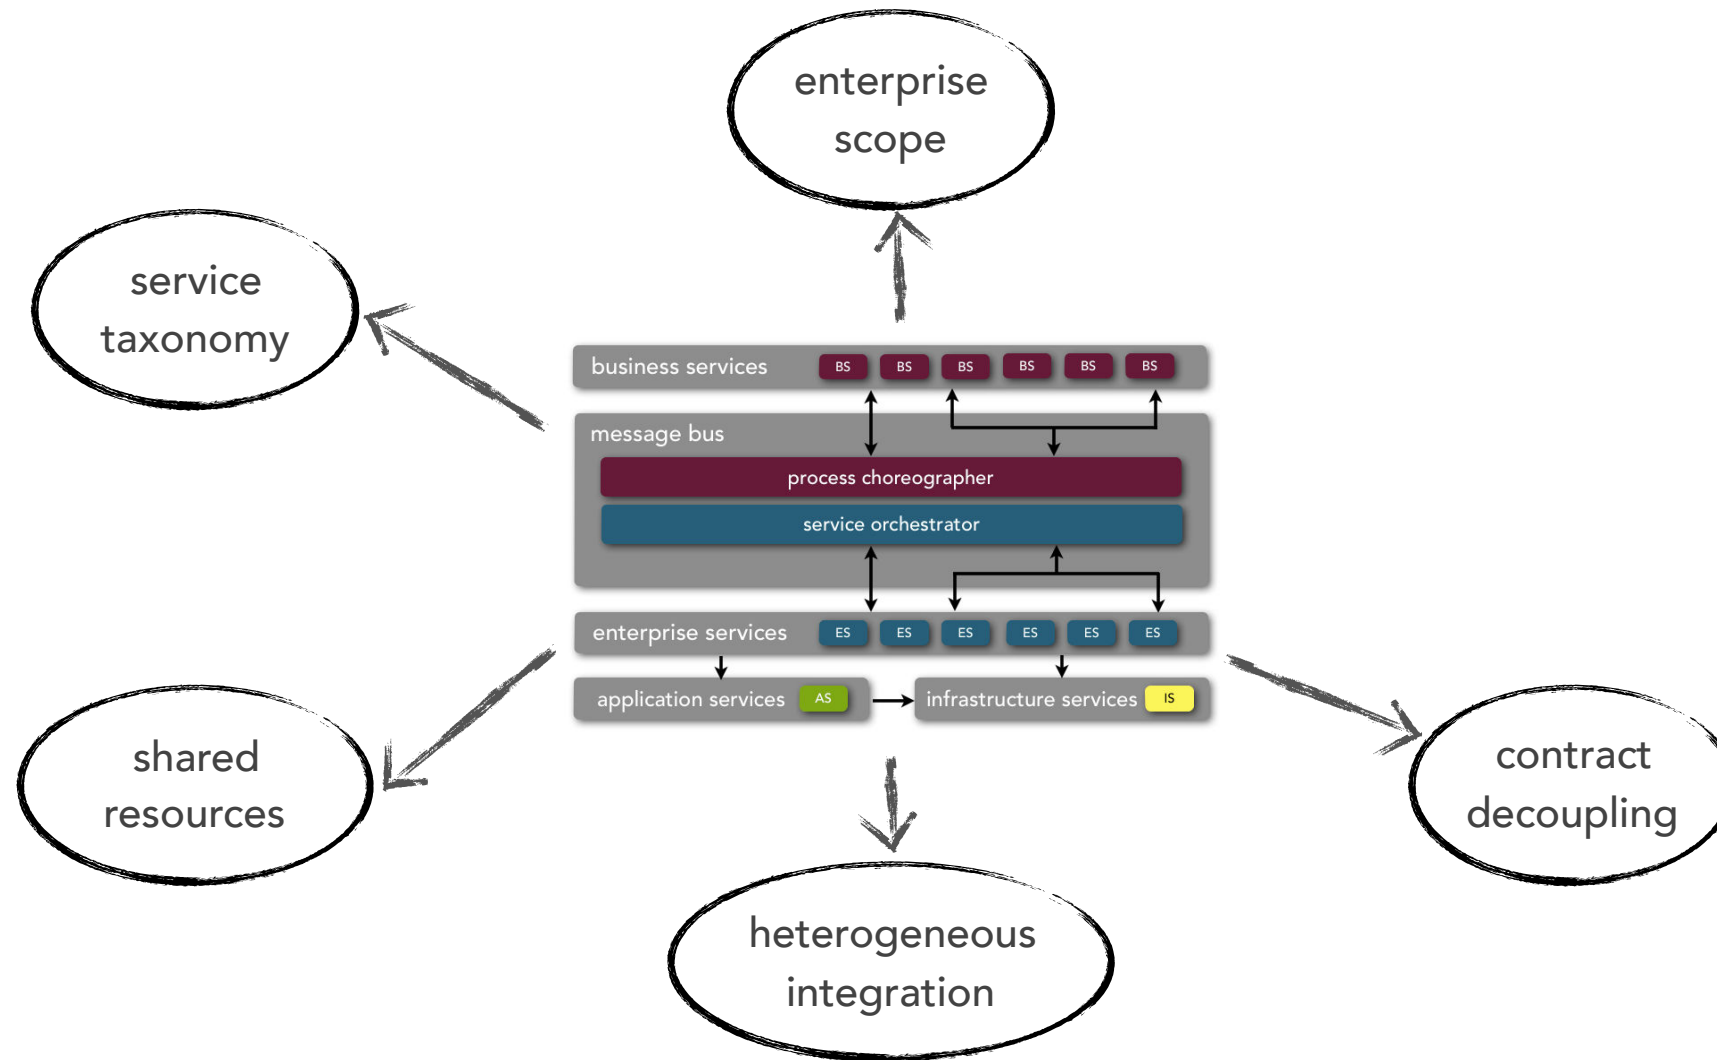 enterprise
scope
service
taxonomy
business services BS BS BS BS BS BS
message bus
process choreographer
service orchestrator
enterprise services ES ES ES ES ES ES
application services AS infrastructure services IS
shared
resources
contract
decoupling
heterogeneous
integration